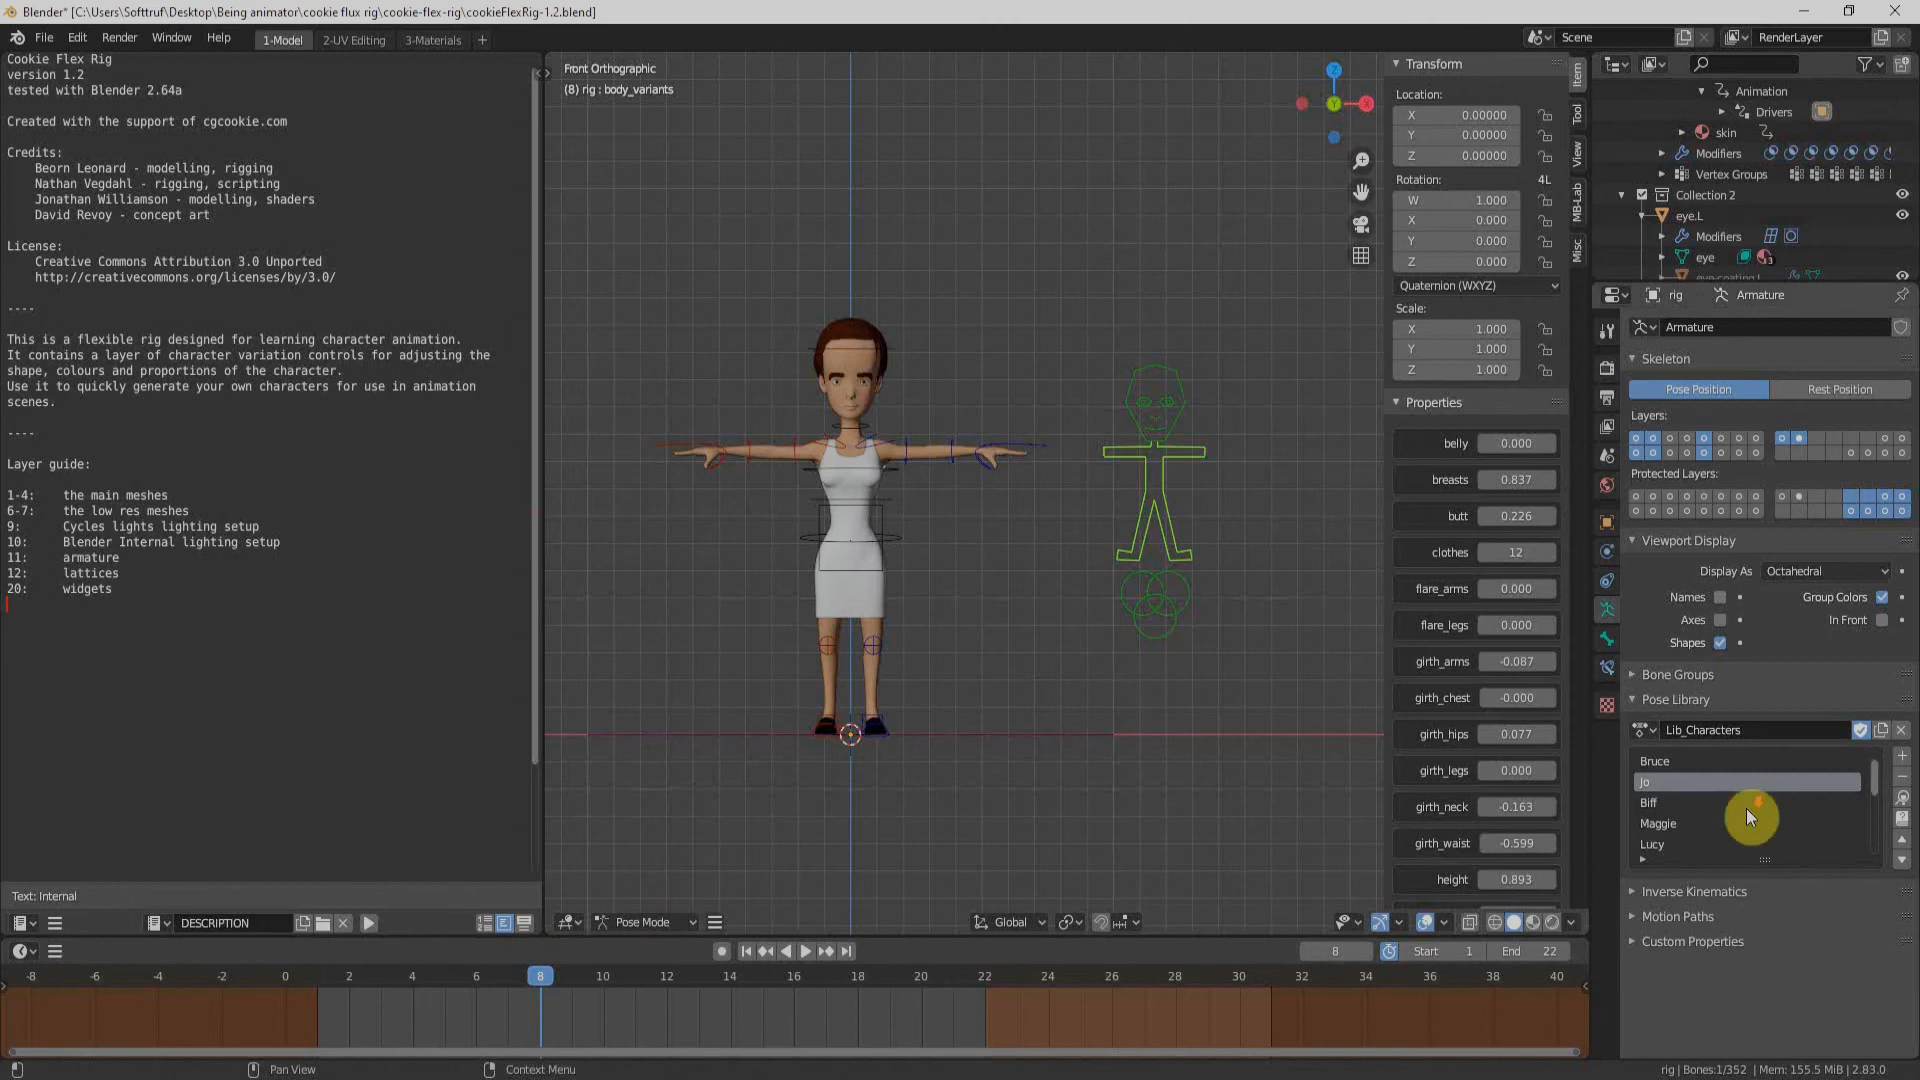 Blender* [C:\Users\Softtruf\Desktop\Being animator\cookie flux rig\cookie-flex-rig\cookieFlexRig-1.2.blend]
File Edit Render Window Help 1-Model 2-UV Editing 3-Materials + Scene RenderLayer
Cookie Flex Rig
version 1.2
tested with Blender 2.64a
Created with the support of cgcookie.com
Credits:
Beorn Leonard - modelling, rigging
Nathan Vegdahl - rigging, scripting
Jonathan Williamson - modelling, shaders
David Revoy - concept art
License:
Creative Commons Attribution 3.0 Unported
http://creativecommons.org/licenses/by/3.0/
----
This is a flexible rig designed for learning character animation.
It contains a layer of character variation controls for adjusting the
shape, colours and proportions of the character.
Use it to quickly generate your own characters for use in animation
scenes.
----
Layer guide:
1-4: the main meshes
6-7: the low res meshes
9: Cycles lights lighting setup
10: Blender Internal lighting setup
11: armature
12: lattices
20: widgets
Text: Internal
DESCRIPTION
Front Orthographic
(8) rig : body_variants
Z
Y
X
Pose Mode
Global
Transform
Location:
X 0.00000
Y 0.00000
Z 0.00000
Rotation: 4L
W 1.000
X 0.000
Y 0.000
Z 0.000
Quaternion (WXYZ)
Scale:
X 1.000
Y 1.000
Z 1.000
Properties
belly 0.000
breasts 0.837
butt 0.226
clothes 12
flare_arms 0.000
flare_legs 0.000
girth_arms -0.087
girth_chest -0.000
girth_hips 0.077
girth_legs 0.000
girth_neck -0.163
girth_waist -0.599
height 0.893
Item
Tool
View
MB-Lab
Misc
Animation
Drivers
skin
Modifiers
Vertex Groups
Collection 2
eye.L
Modifiers
eye 3
eye.coating.L
rig Armature
Armature
Skeleton
Pose Position Rest Position
Layers:
Protected Layers:
Viewport Display
Display As Octahedral
Names Group Colors
Axes In Front
Shapes
Bone Groups
Pose Library
Lib_Characters
Bruce
Jo
Biff
Maggie
Lucy
Inverse Kinematics
Motion Paths
Custom Properties
8 Start 1 End 22
-8 -6 -4 -2 0 2 4 6 8 10 12 14 16 18 20 22 24 26 28 30 32 34 36 38 40
Pan View Context Menu rig | Bones:1/352 | Mem: 155.5 MiB | 2.83.0